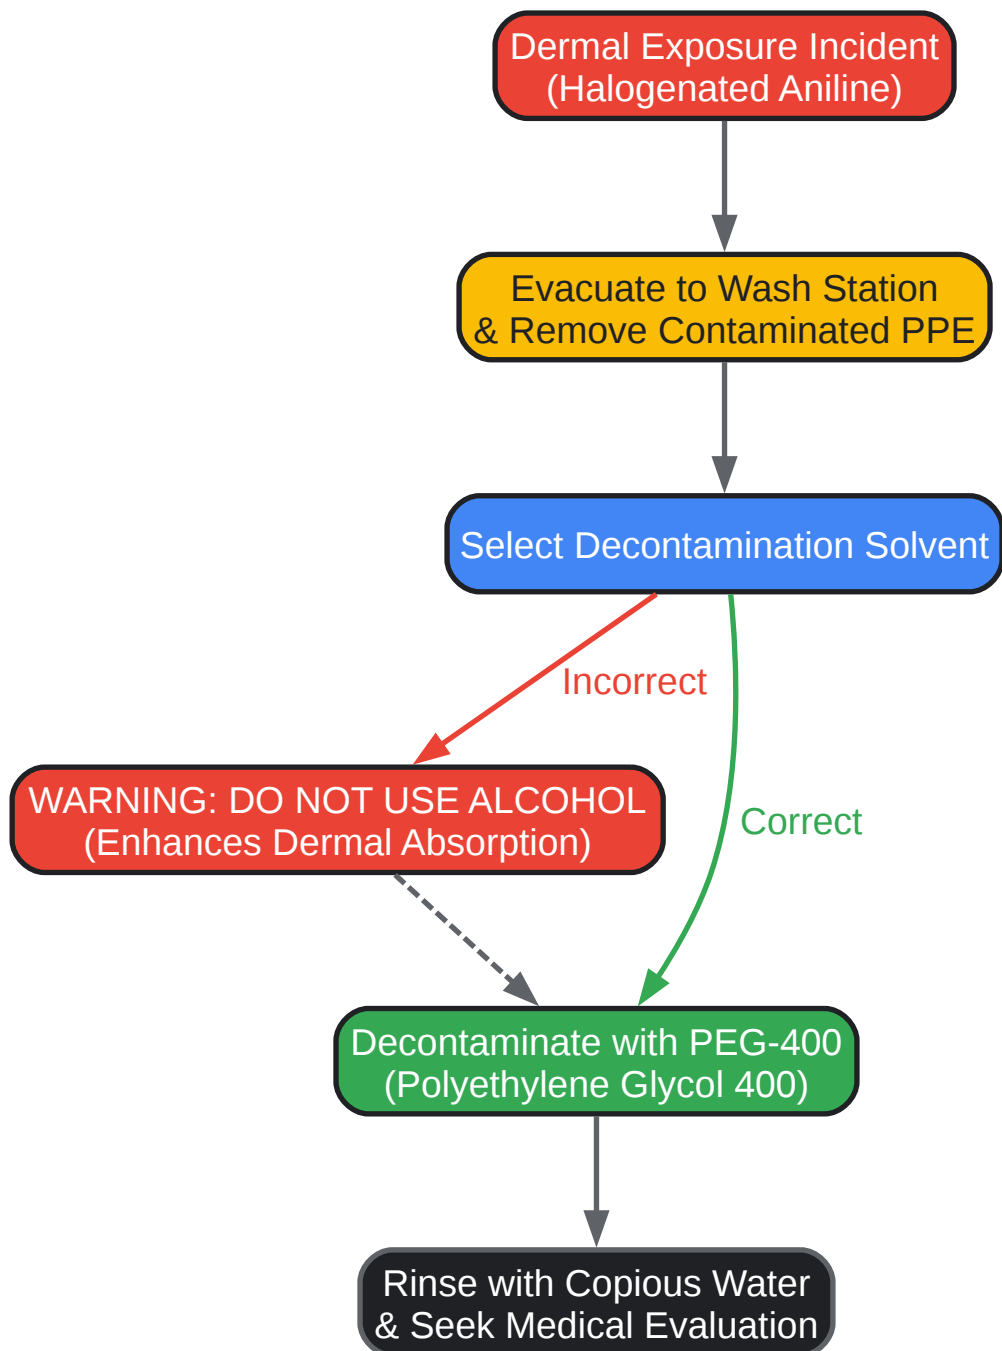 Dermal Exposure Incident
(Halogenated Aniline)
Evacuate to Wash Station
& Remove Contaminated PPE
Select Decontamination Solvent
Incorrect
WARNING: DO NOT USE ALCOHOL
(Enhances Dermal Absorption)
Correct
Decontaminate with PEG-400
(Polyethylene Glycol 400)
Rinse with Copious Water
& Seek Medical Evaluation